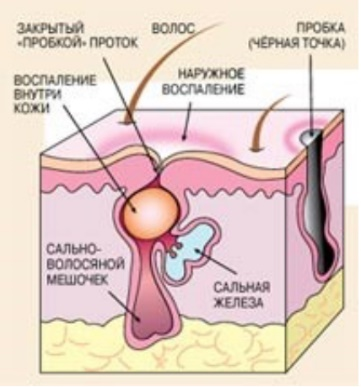 ЗАКРЫТЫЙ
«ПРОБКОЙ» ПРОТОК
ВОЛОС
ПРОБКА
(ЧЁРНАЯ ТОЧКА)
ВОСПАЛЕНИЕ
ВНУТРИ
КОЖИ
НАРУЖНОЕ
ВОСПАЛЕНИЕ
САЛЬНО-
ВОЛОСЯНОЙ
МЕШОЧЕК
САЛЬНАЯ
ЖЕЛЕЗА